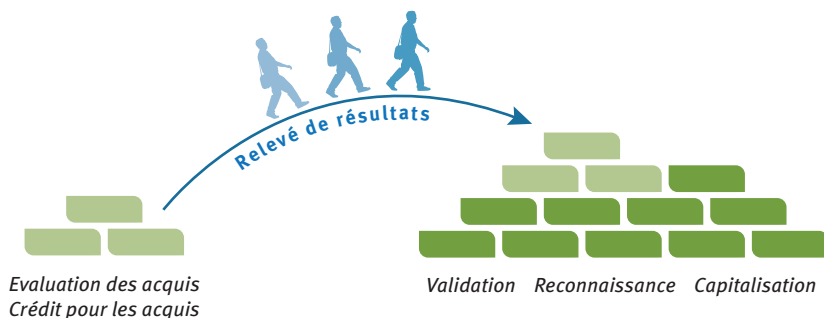 Relevé de résultats
Evaluation des acquis
Crédit pour les acquis
Validation Reconnaissance Capitalisation